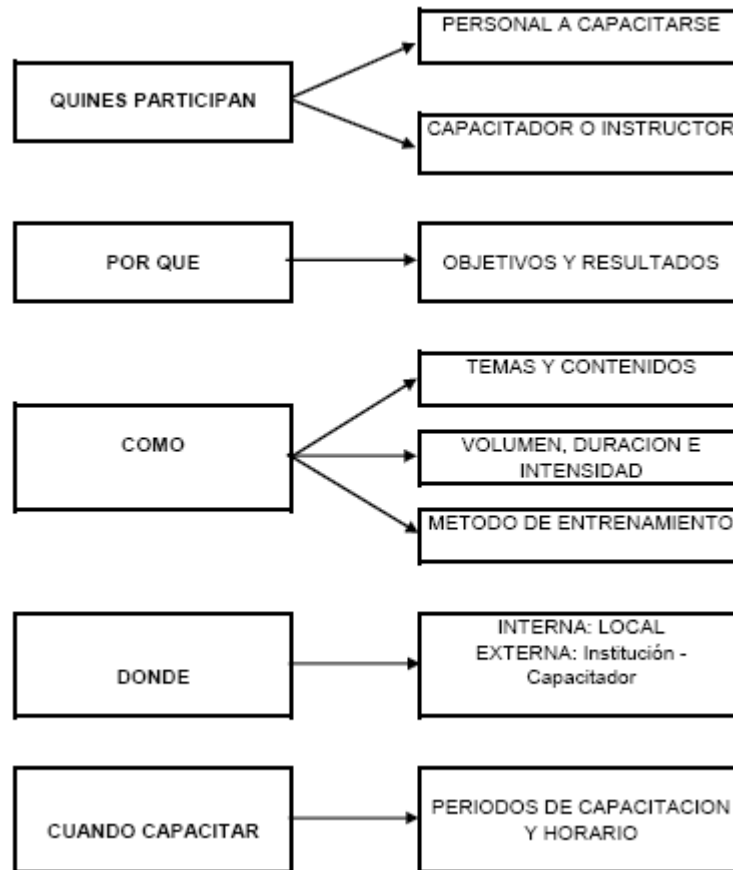 PERSONAL A CAPACITARSE
QUINES PARTICIPAN
CAPACITADOR O INSTRUCTOR
POR QUE
OBJETIVOS Y RESULTADOS
TEMAS Y CONTENIDOS
COMO
VOLUMEN, DURACION E
INTENSIDAD
METODO DE ENTRENAMIENTO
INTERNA: LOCAL
EXTERNA: Institución -
Capacitador
DONDE
PERIODOS DE CAPACITACION
Y HORARIO
CUANDO CAPACITAR